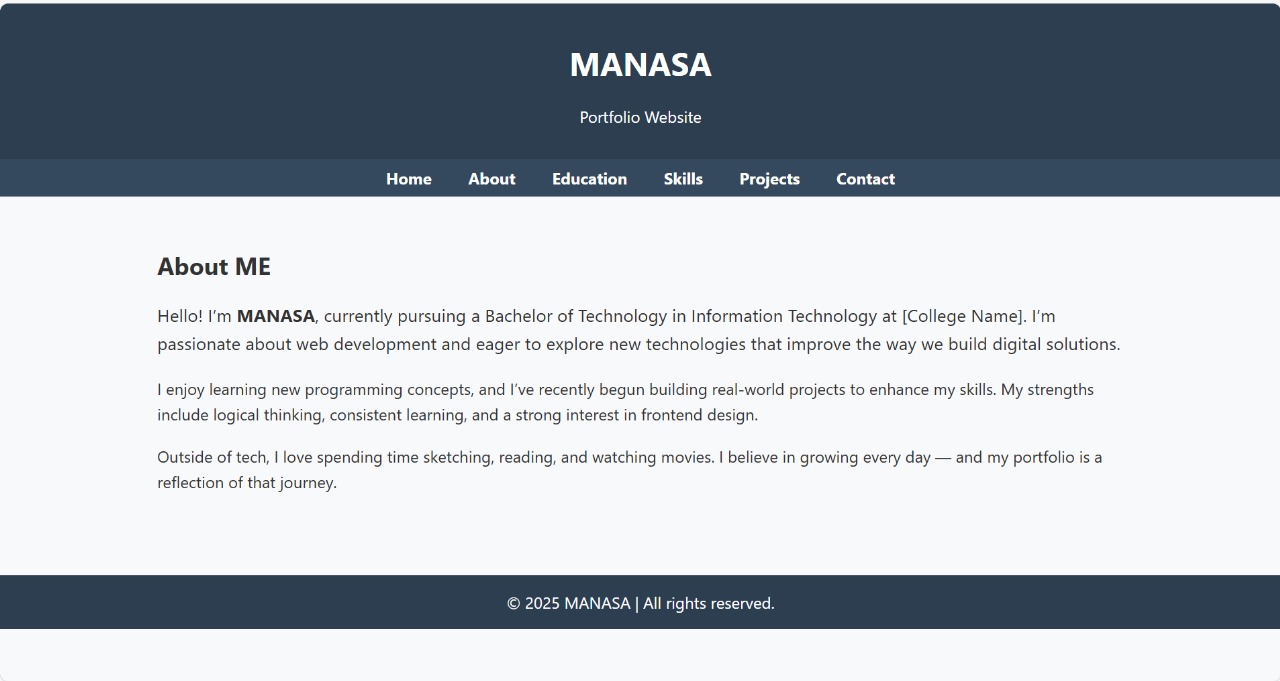 MANASA
Portfolio Website
Home About Education Skills Projects Contact
About ME
Hello! I’m MANASA, currently pursuing a Bachelor of Technology in Information Technology at [College Name]. I’m
passionate about web development and eager to explore new technologies that improve the way we build digital solutions.
I enjoy learning new programming concepts, and I’ve recently begun building real-world projects to enhance my skills. My strengths
include logical thinking, consistent learning, and a strong interest in frontend design.
Outside of tech, I love spending time sketching, reading, and watching movies. I believe in growing every day — and my portfolio is a
reflection of that journey.
© 2025 MANASA | All rights reserved.